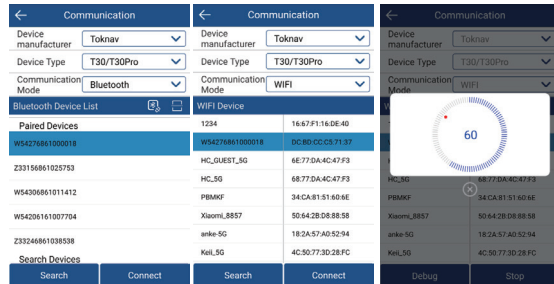 Communication
Device manufacturer
Toknav
Device Type
T30/T30Pro
Communication Mode
Bluetooth
Bluetooth Device List
Paired Devices
W54276861000018
Z33156861025753
W54306861011412
W54206161007704
Z33246861038538
Search Devices
Search
Connect
Communication
Device manufacturer
Toknav
Device Type
T30/T30Pro
Communication Mode
WIFI
WIFI Device
1234 16:67:F1:16:DE:40
W54276861000018 DC:BD:CC:C5:71:37
HC_GUEST_5G 6E:77:DA:4C:47:F3
HC_5G 68:77:DA:4C:47:F3
PBMKF 34:CA:81:51:60:6E
Xiaomi_8857 50:64:2B:D8:88:58
anke-5G 18:2A:57:A0:52:94
Keii_5G 4C:50:77:3D:28:FC
Search
Connect
Communication
Device manufacturer
Toknav
Device Type
T30/T30Pro
Communication Mode
WIFI
60
HC_5G 68:77:DA:4C:47:F3
PBMKF 34:CA:81:51:60:6E
Xiaomi_8857 50:64:2B:D8:88:58
anke-5G 18:2A:57:A0:52:94
Keii_5G 4C:50:77:3D:28:FC
Debug
Stop